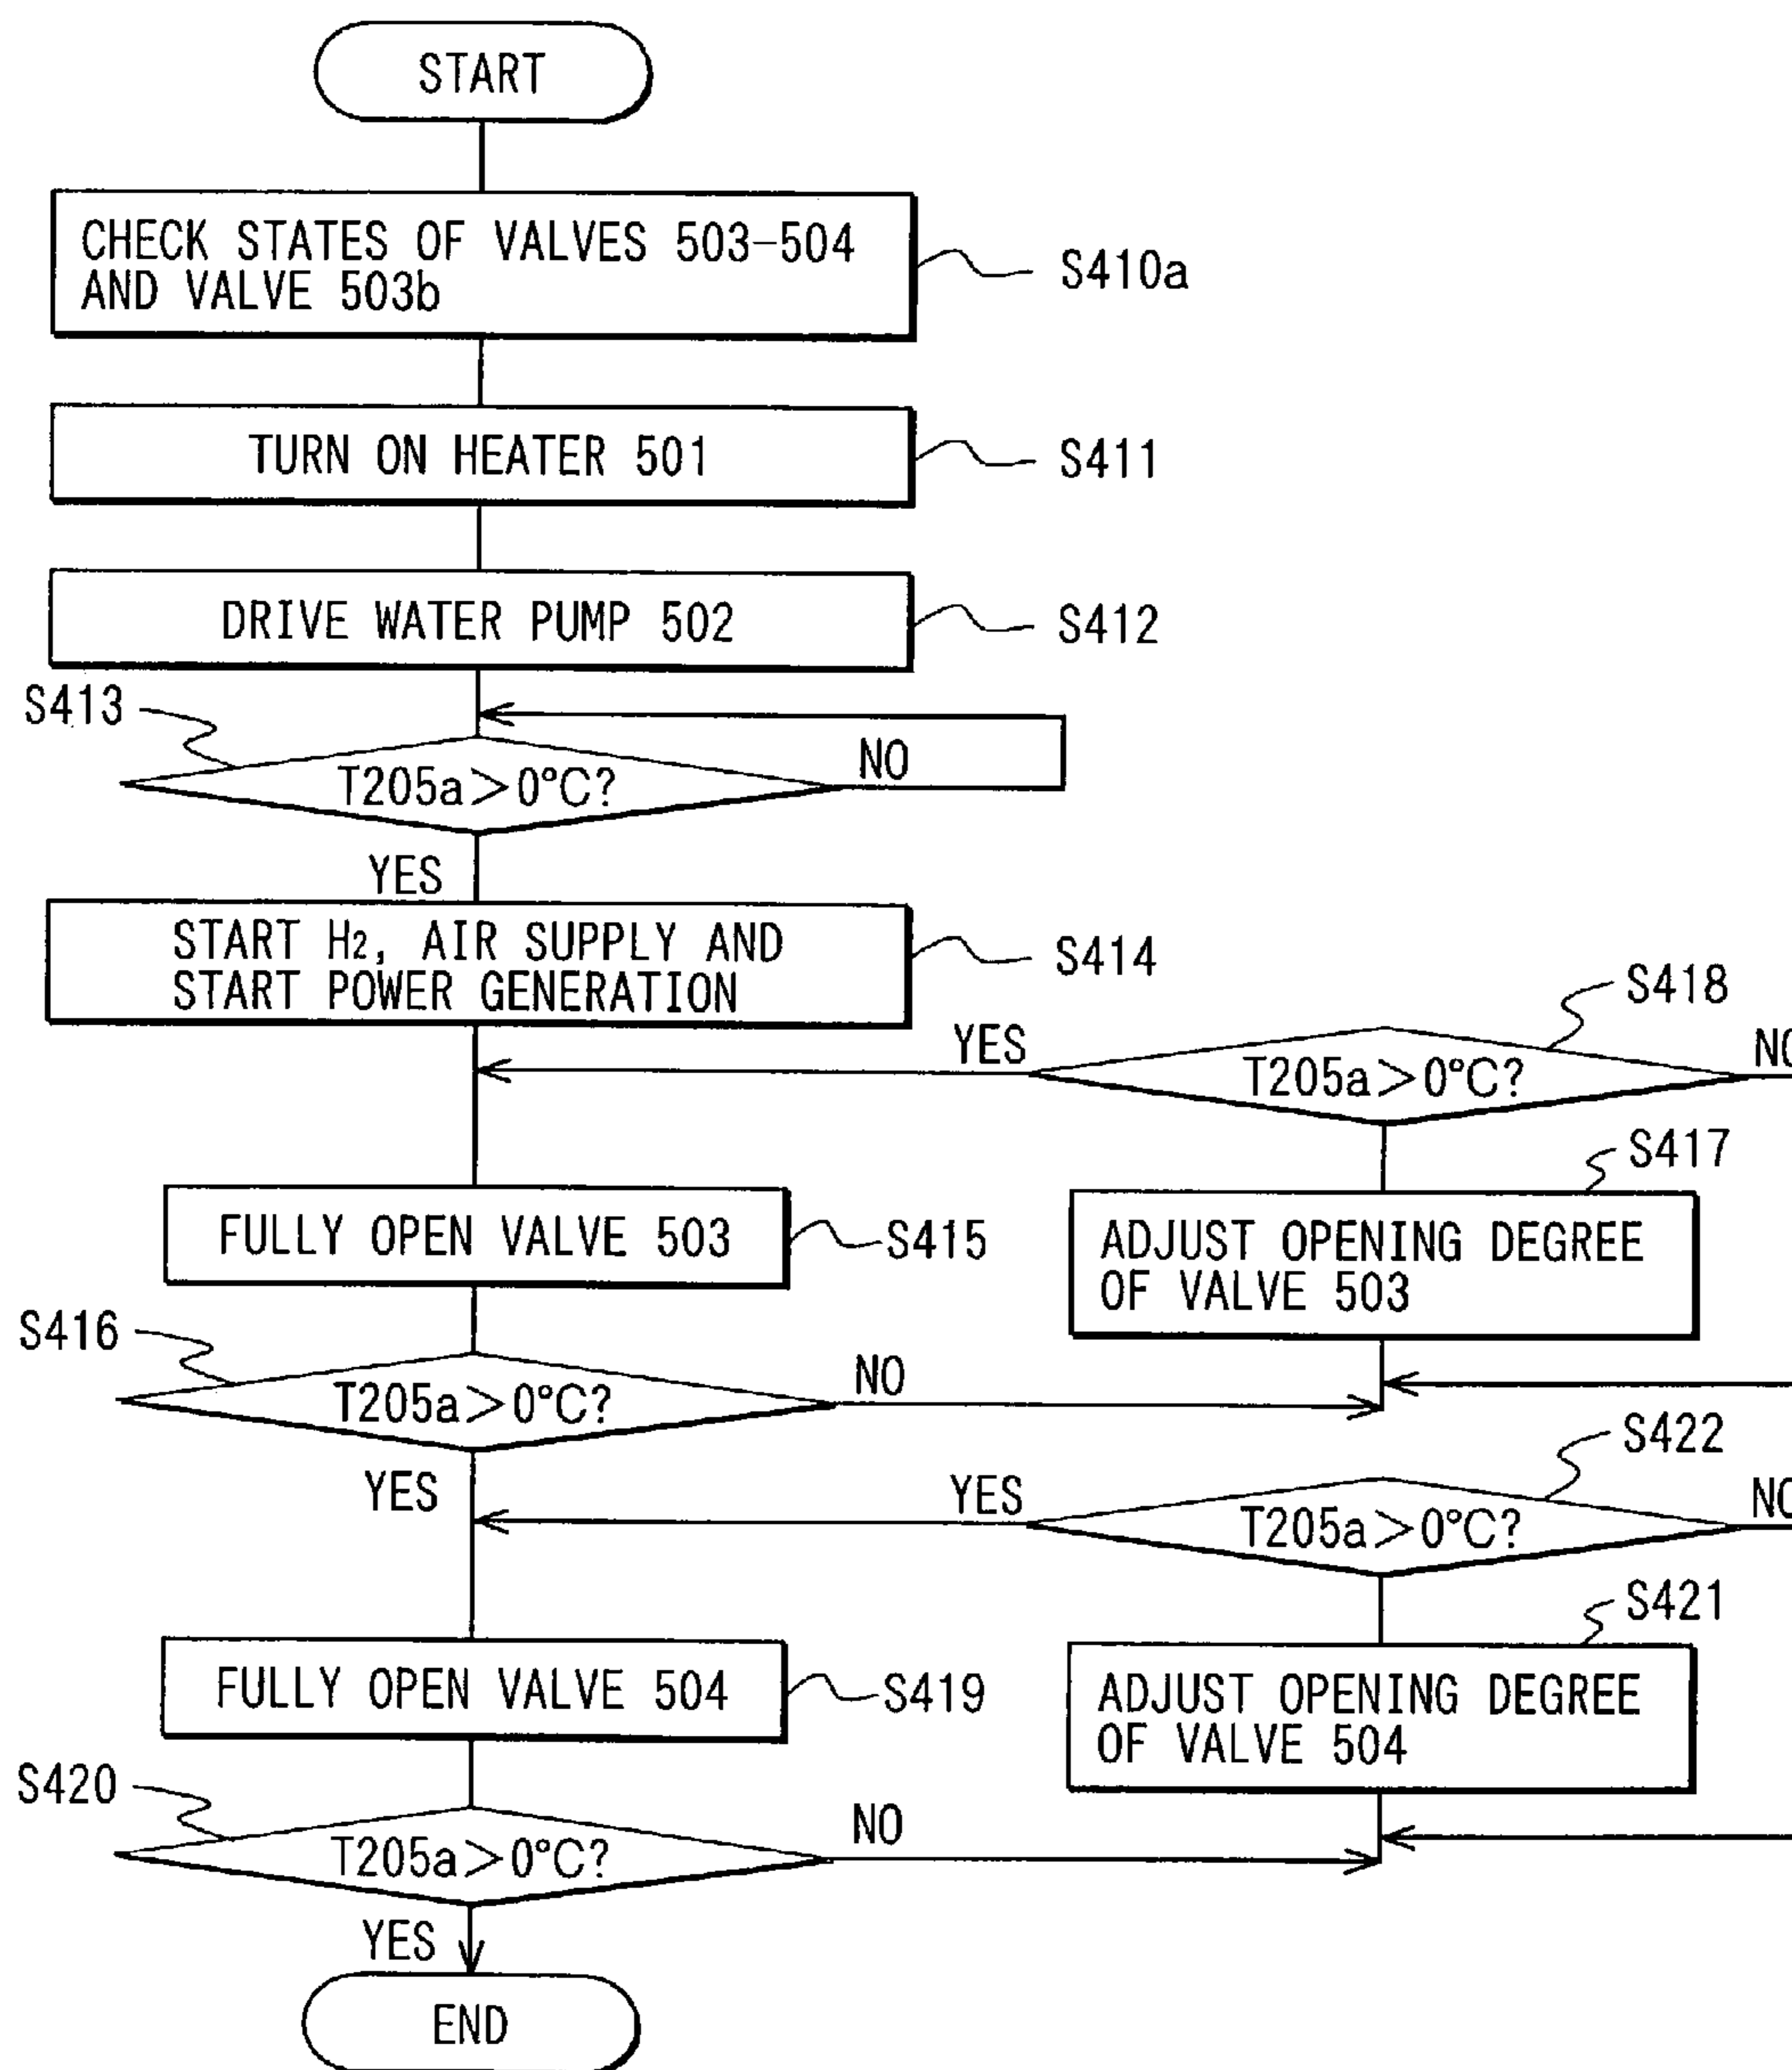 START
CHECK STATES OF VALVES 503-504
AND VALVE 503b
S410a
TURN ON HEATER 501
S411
DRIVE WATER PUMP 502
S412
S413
T205a>0°C?
NO
YES
START H2, AIR SUPPLY AND
START POWER GENERATION
S414
S418
YES
T205a>0°C?
NO
S417
FULLY OPEN VALVE 503
S415
ADJUST OPENING DEGREE
OF VALVE 503
S416
T205a>0°C?
NO
YES
S422
YES
T205a>0°C?
NO
S421
FULLY OPEN VALVE 504
S419
ADJUST OPENING DEGREE
OF VALVE 504
S420
T205a>0°C?
NO
YES
END